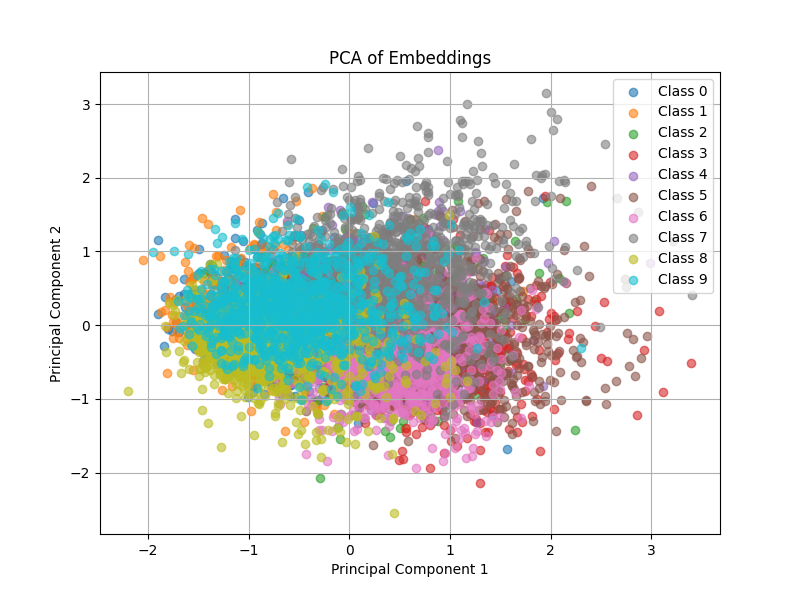 PCA of Embeddings
Class 0
Class 1
Class 2
Class 3
Class 4
Class 5
Class 6
Class 7
Class 8
Class 9
3
2
1
0
−1
−2
Principal Component 2
−2 −1 0 1 2 3
Principal Component 1